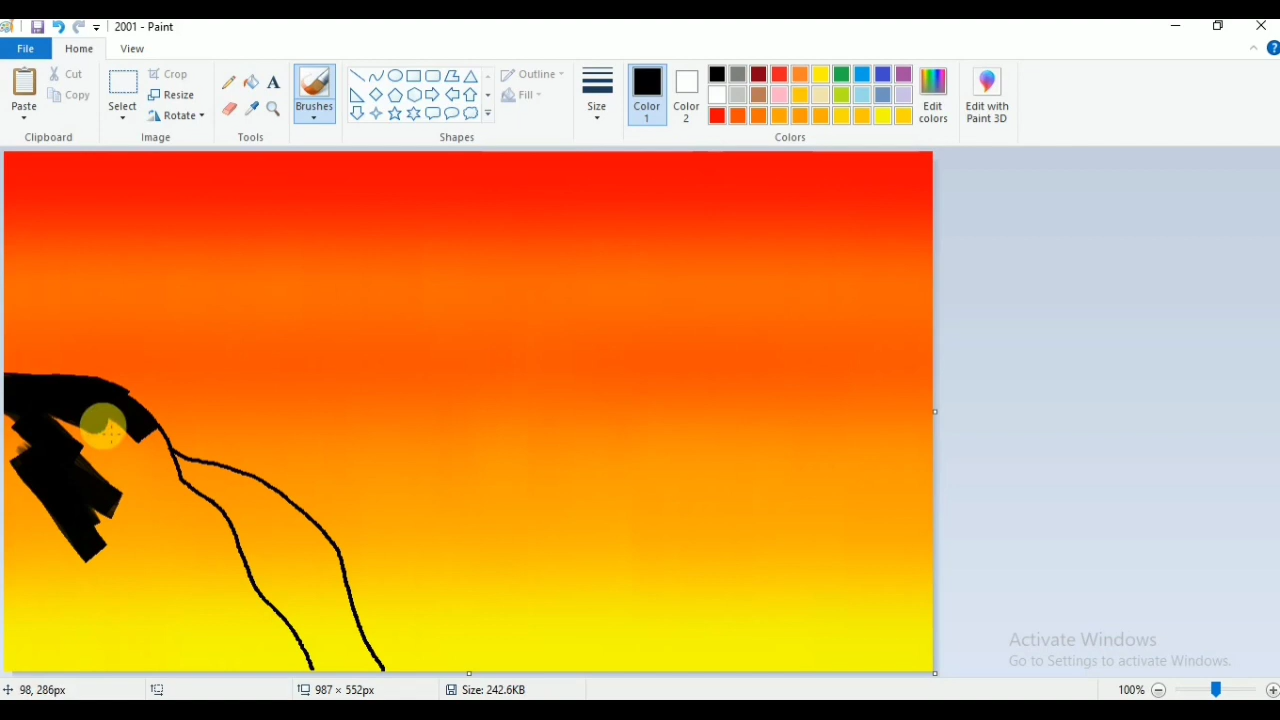 2001 - Paint
File
Home
View
Paste
Cut
Copy
Clipboard
Select
Crop
Resize
Rotate
Image
A
Tools
Brushes
Shapes
Outline
Fill
Size
Color
1
Color
2
Colors
Edit
colors
Edit with
Paint 3D
?
Activate Windows
Go to Settings to activate Windows.
98, 286px
987 × 552px
Size: 242.6KB
100%